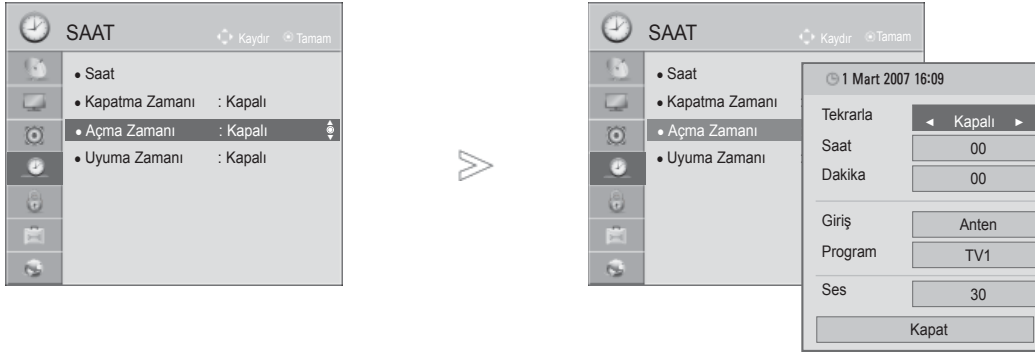 SAAT Kaydır Tamam
• Saat
• Kapatma Zamanı : Kapalı
• Açma Zamanı : Kapalı
• Uyuma Zamanı : Kapalı
SAAT Kaydır Tamam
• Saat
• Kapatma Zamanı :
• Açma Zamanı
• Uyuma Zamanı
1 Mart 2007 16:09
Tekrarla ◄ Kapalı ►
Saat 00
Dakika 00
Giriş Anten
Program TV1
Ses 30
Kapat